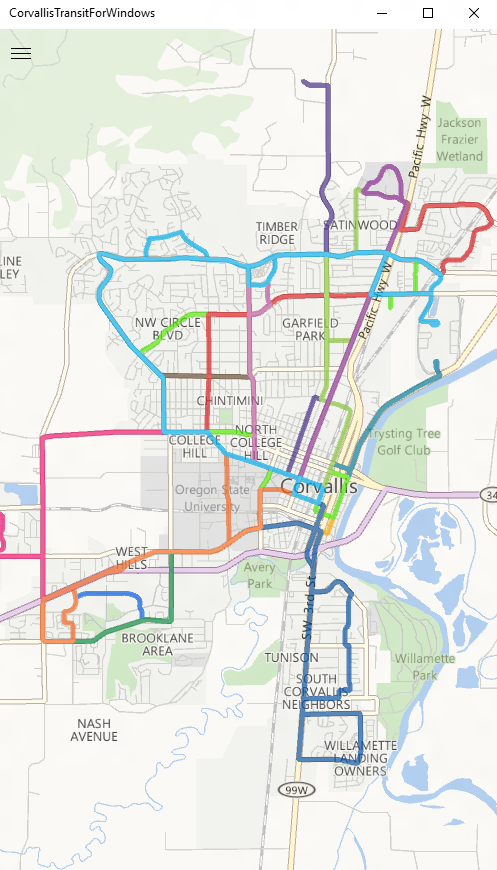 CorvallisTransitForWindows
Pacific Hwy W
Jackson
Frazier
Wetland
TIMBER
RIDGE
SATINWOOD
LINE
LEY
Pacific Hwy W
NW CIRCLE
BLVD
GARFIELD
PARK
CHINTIMINI
NORTH
COLLEGE
HILL
COLLEGE
HILL
Trysting Tree
Golf Club
Corvallis
Oregon State
University
34
WEST
HILLS
Avery
Park
SW 3rd St
BROOKLANE
AREA
TUNISON
Willamette
Park
SOUTH
CORVALLIS
NEIGHBORS
NASH
AVENUE
WILLAMETTE
LANDING
OWNERS
99W